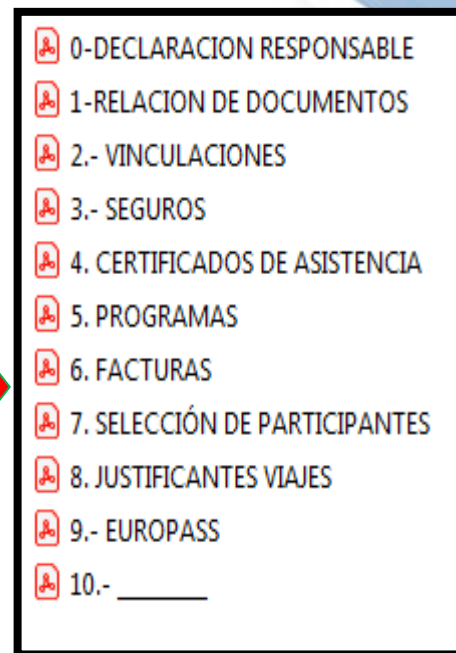 0-DECLARACION RESPONSABLE
1-RELACION DE DOCUMENTOS
2.- VINCULACIONES
3.- SEGUROS
4. CERTIFICADOS DE ASISTENCIA
5. PROGRAMAS
6. FACTURAS
7. SELECCIÓN DE PARTICIPANTES
8. JUSTIFICANTES VIAJES
9.- EUROPASS
10.- ________